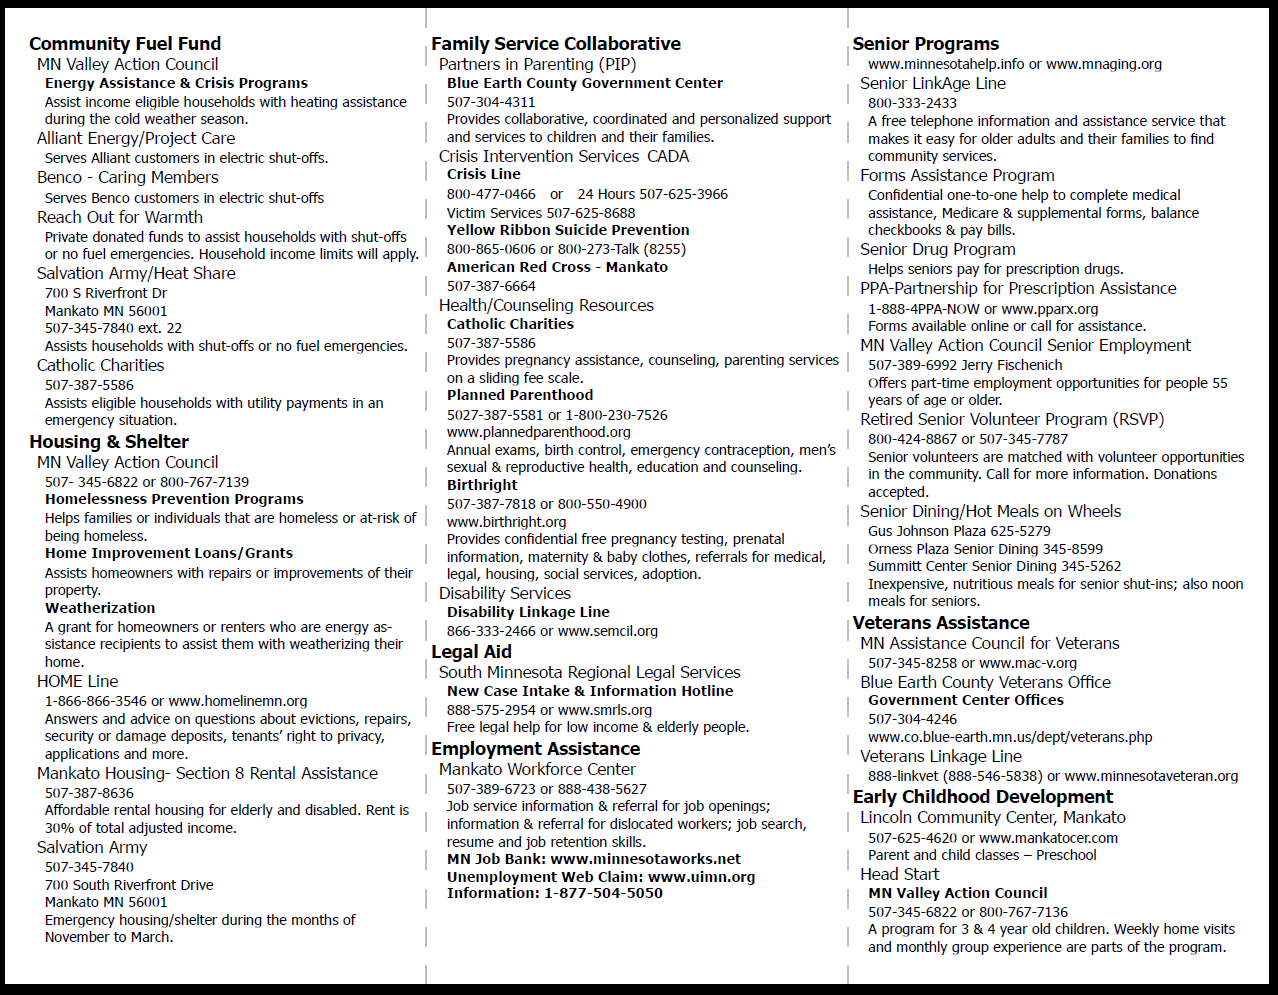 Community Fuel Fund
MN Valley Action Council
Energy Assistance & Crisis Programs
Assist income eligible households with heating assistance
during the cold weather season.
Alliant Energy/Project Care
Serves Alliant customers in electric shut-offs.
Benco - Caring Members
Serves Benco customers in electric shut-offs
Reach Out for Warmth
Private donated funds to assist households with shut-offs
or no fuel emergencies. Household income limits will apply.
Salvation Army/Heat Share
700 S Riverfront Dr
Mankato MN 56001
507-345-7840 ext. 22
Assists households with shut-offs or no fuel emergencies.
Catholic Charities
507-387-5586
Assists eligible households with utility payments in an
emergency situation.
Housing & Shelter
MN Valley Action Council
507- 345-6822 or 800-767-7139
Homelessness Prevention Programs
Helps families or individuals that are homeless or at-risk of
being homeless.
Home Improvement Loans/Grants
Assists homeowners with repairs or improvements of their
property.
Weatherization
A grant for homeowners or renters who are energy as-
sistance recipients to assist them with weatherizing their
home.
HOME Line
1-866-866-3546 or www.homelinemn.org
Answers and advice on questions about evictions, repairs,
security or damage deposits, tenants' right to privacy,
applications and more.
Mankato Housing- Section 8 Rental Assistance
507-387-8636
Affordable rental housing for elderly and disabled. Rent is
30% of total adjusted income.
Salvation Army
507-345-7840
700 South Riverfront Drive
Mankato MN 56001
Emergency housing/shelter during the months of
November to March.
Family Service Collaborative
Partners in Parenting (PIP)
Blue Earth County Government Center
507-304-4311
Provides collaborative, coordinated and personalized support
and services to children and their families.
Crisis Intervention Services CADA
Crisis Line
800-477-0466 or 24 Hours 507-625-3966
Victim Services 507-625-8688
Yellow Ribbon Suicide Prevention
800-865-0606 or 800-273-Talk (8255)
American Red Cross - Mankato
507-387-6664
Health/Counseling Resources
Catholic Charities
507-387-5586
Provides pregnancy assistance, counseling, parenting services
on a sliding fee scale.
Planned Parenthood
5027-387-5581 or 1-800-230-7526
www.plannedparenthood.org
Annual exams, birth control, emergency contraception, men's
sexual & reproductive health, education and counseling.
Birthright
507-387-7818 or 800-550-4900
www.birthright.org
Provides confidential free pregnancy testing, prenatal
information, maternity & baby clothes, referrals for medical,
legal, housing, social services, adoption.
Disability Services
Disability Linkage Line
866-333-2466 or www.semcil.org
Legal Aid
South Minnesota Regional Legal Services
New Case Intake & Information Hotline
888-575-2954 or www.smrls.org
Free legal help for low income & elderly people.
Employment Assistance
Mankato Workforce Center
507-389-6723 or 888-438-5627
Job service information & referral for job openings;
information & referral for dislocated workers; job search,
resume and job retention skills.
MN Job Bank: www.minnesotaworks.net
Unemployment Web Claim: www.uimn.org
Information: 1-877-504-5050
Senior Programs
www.minnesotahelp.info or www.mnaging.org
Senior LinkAge Line
800-333-2433
A free telephone information and assistance service that
makes it easy for older adults and their families to find
community services.
Forms Assistance Program
Confidential one-to-one help to complete medical
assistance, Medicare & supplemental forms, balance
checkbooks & pay bills.
Senior Drug Program
Helps seniors pay for prescription drugs.
PPA-Partnership for Prescription Assistance
1-888-4PPA-NOW or www.pparx.org
Forms available online or call for assistance.
MN Valley Action Council Senior Employment
507-389-6992 Jerry Fischenich
Offers part-time employment opportunities for people 55
years of age or older.
Retired Senior Volunteer Program (RSVP)
800-424-8867 or 507-345-7787
Senior volunteers are matched with volunteer opportunities
in the community. Call for more information. Donations
accepted.
Senior Dining/Hot Meals on Wheels
Gus Johnson Plaza 625-5279
Orness Plaza Senior Dining 345-8599
Summitt Center Senior Dining 345-5262
Inexpensive, nutritious meals for senior shut-ins; also noon
meals for seniors.
Veterans Assistance
MN Assistance Council for Veterans
507-345-8258 or www.mac-v.org
Blue Earth County Veterans Office
Government Center Offices
507-304-4246
www.co.blue-earth.mn.us/dept/veterans.php
Veterans Linkage Line
888-linkvet (888-546-5838) or www.minnesotaveteran.org
Early Childhood Development
Lincoln Community Center, Mankato
507-625-4620 or www.mankatocer.com
Parent and child classes – Preschool
Head Start
MN Valley Action Council
507-345-6822 or 800-767-7136
A program for 3 & 4 year old children. Weekly home visits
and monthly group experience are parts of the program.